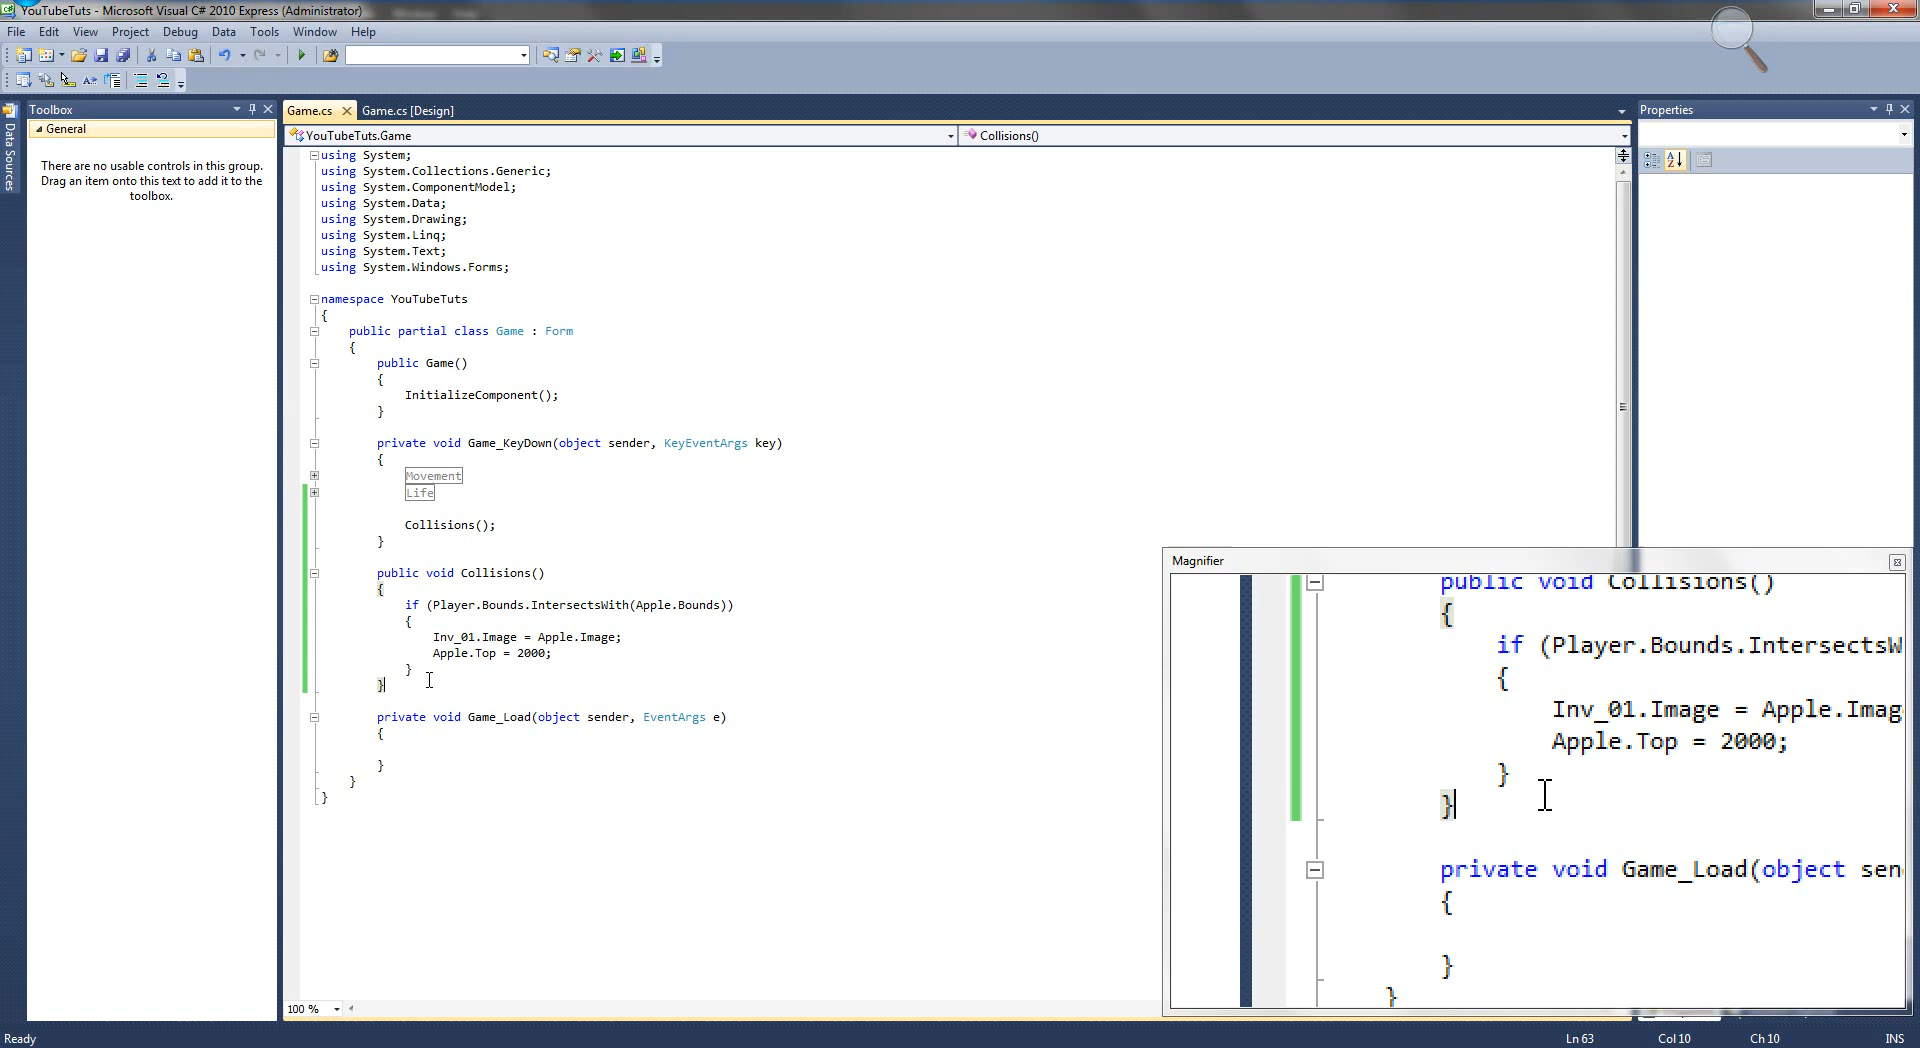 YouTubeTuts - Microsoft Visual C# 2010 Express (Administrator)
File Edit View Project Debug Data Tools Window Help
Data Sources
Toolbox
General
There are no usable controls in this group.
Drag an item onto this text to add it to the
toolbox.
Game.cs Game.cs [Design]
YouTubeTuts.Game Collisions()
using System;
using System.Collections.Generic;
using System.ComponentModel;
using System.Data;
using System.Drawing;
using System.Linq;
using System.Text;
using System.Windows.Forms;
namespace YouTubeTuts
{
public partial class Game : Form
{
public Game()
{
InitializeComponent();
}
private void Game_KeyDown(object sender, KeyEventArgs key)
{
Movement
Life
Collisions();
}
public void Collisions()
{
if (Player.Bounds.IntersectsWith(Apple.Bounds))
{
Inv_01.Image = Apple.Image;
Apple.Top = 2000;
}
}
private void Game_Load(object sender, EventArgs e)
{
}
}
}
100 %
Properties
Magnifier
public void Collisions()
{
if (Player.Bounds.IntersectsW
{
Inv_01.Image = Apple.Imag
Apple.Top = 2000;
}
}
private void Game_Load(object sen
{
}
}
Ready Ln 63 Col 10 Ch 10 INS